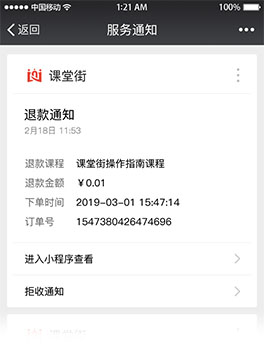 中国移动 1:21 AM 100%
返回 服务通知
课堂街
退款通知
2月18日 11:53
退款课程 课堂街操作指南课程
退款金额 ￥0.01
下单时间 2019-03-01 15:47:14
订单号 1547380426474696
进入小程序查看
拒收通知
课堂街